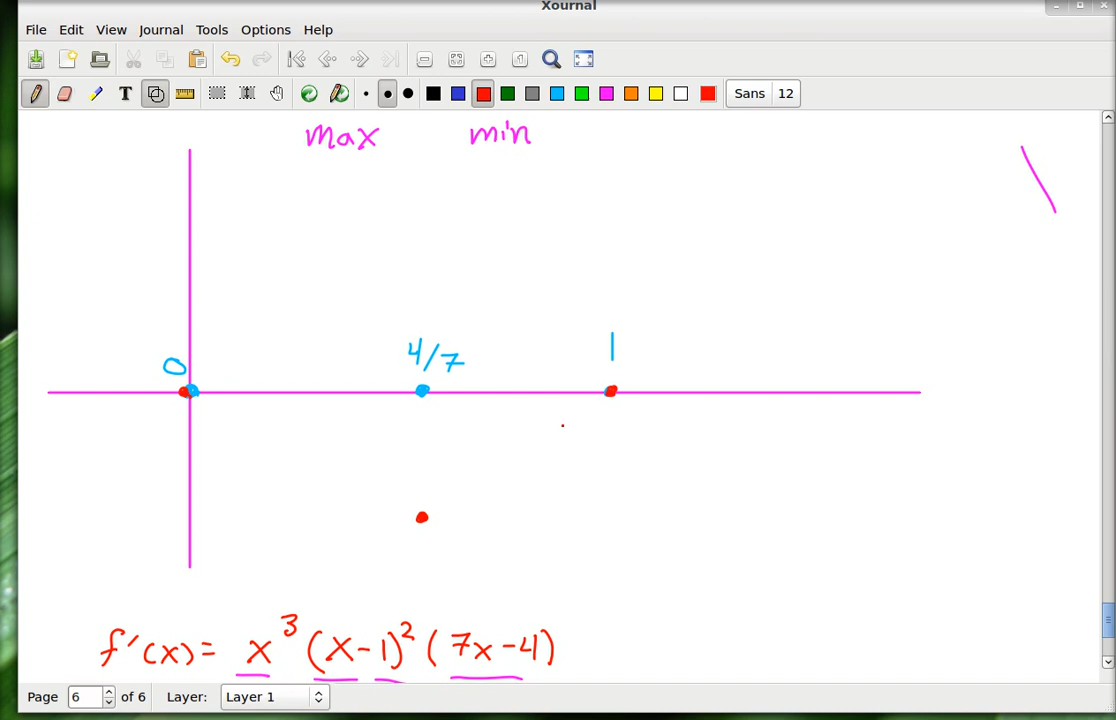 Xournal
File Edit View Journal Tools Options Help
Sans 12
max min
0 4/7 1
f'(x) = x³ (x-1)² (7x-4)
Page 6 of 6 Layer: Layer 1